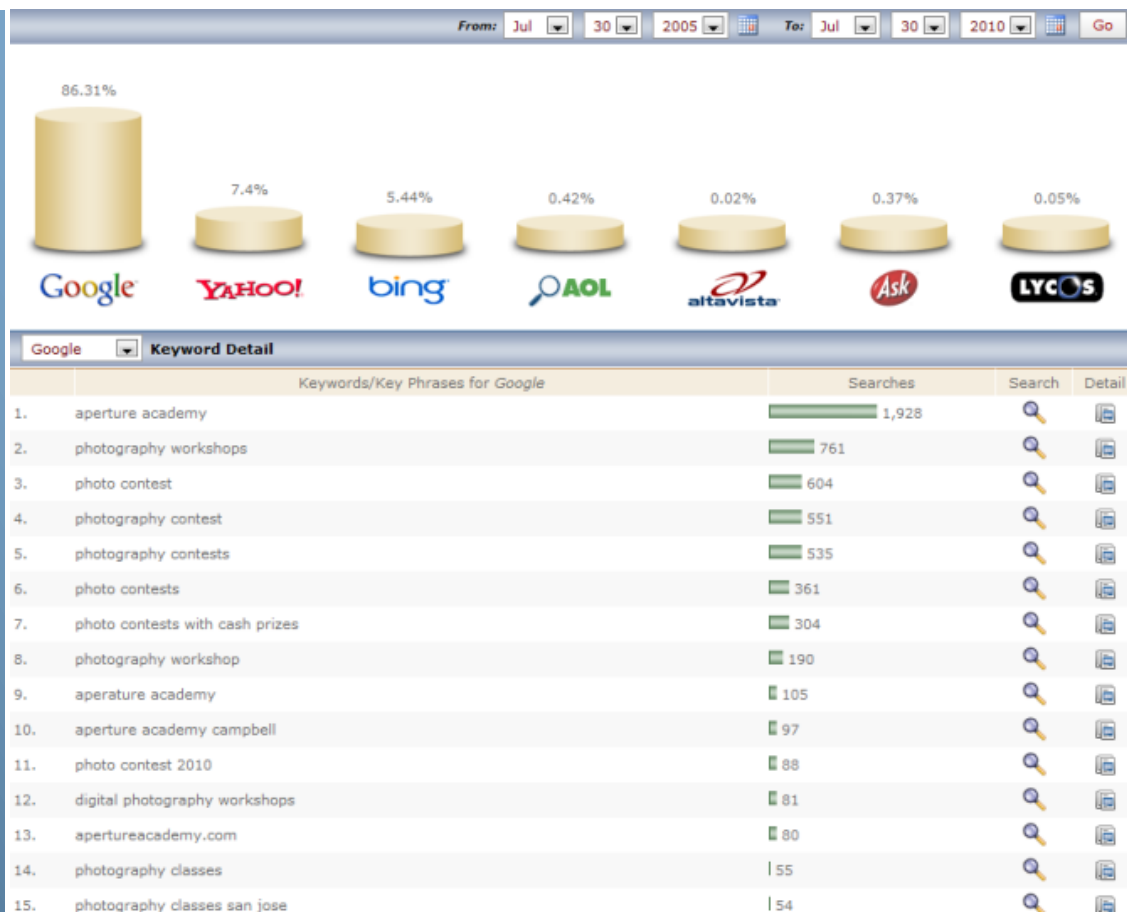 From: Jul 30 2005 To: Jul 30 2010 Go
86.31%
7.4%
5.44%
0.42%
0.02%
0.37%
0.05%
Google YAHOO! bing AOL altavista Ask LYCOS
Google Keyword Detail
Keywords/Key Phrases for Google Searches Search Detail
1. aperture academy 1,928
2. photography workshops 761
3. photo contest 604
4. photography contest 551
5. photography contests 535
6. photo contests 361
7. photo contests with cash prizes 304
8. photography workshop 190
9. aperature academy 105
10. aperture academy campbell 97
11. photo contest 2010 88
12. digital photography workshops 81
13. apertureacademy.com 80
14. photography classes 55
15. photography classes san jose 54